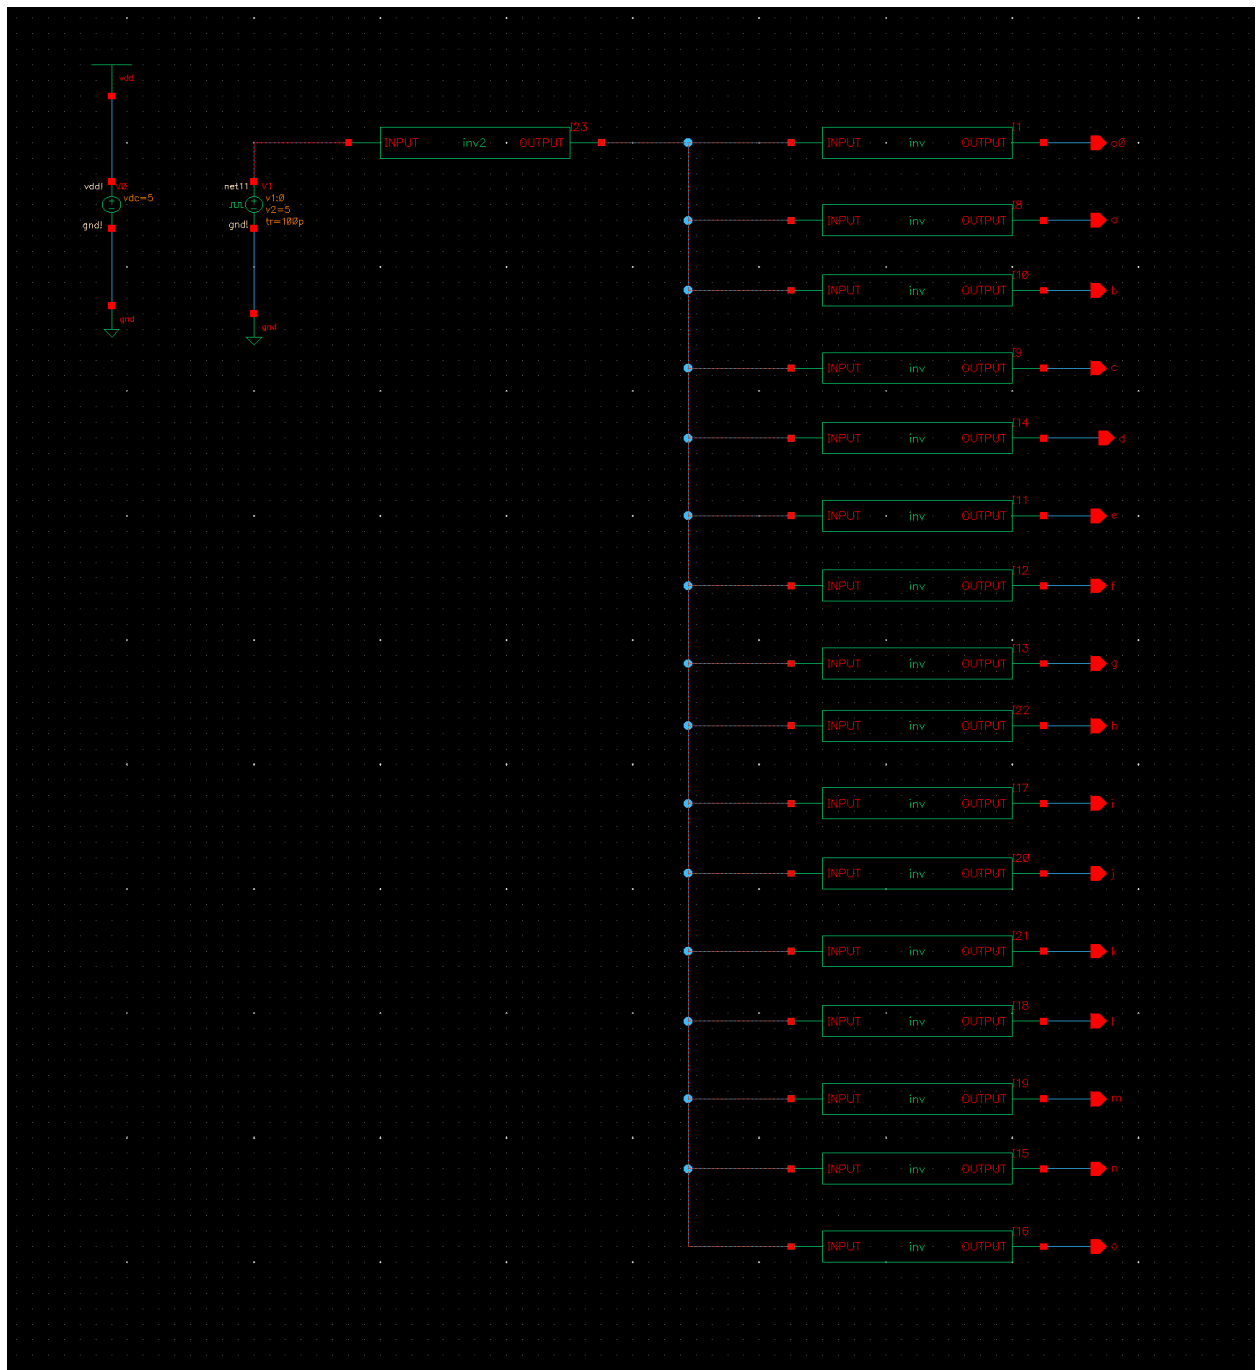 vdd
vdd! V0
vdc=5
gnd!
gnd
net11 V1
v1:0
v2=5
tr=100p
gnd!
gnd
I23
INPUT inv2 OUTPUT
I1
INPUT inv OUTPUT o0
I8
INPUT inv OUTPUT a
I10
INPUT inv OUTPUT b
I9
INPUT inv OUTPUT c
I14
INPUT inv OUTPUT d
I11
INPUT inv OUTPUT e
I12
INPUT inv OUTPUT f
I13
INPUT inv OUTPUT g
I22
INPUT inv OUTPUT h
I17
INPUT inv OUTPUT i
I20
INPUT inv OUTPUT j
I21
INPUT inv OUTPUT k
I18
INPUT inv OUTPUT l
I19
INPUT inv OUTPUT m
I15
INPUT inv OUTPUT n
I16
INPUT inv OUTPUT o